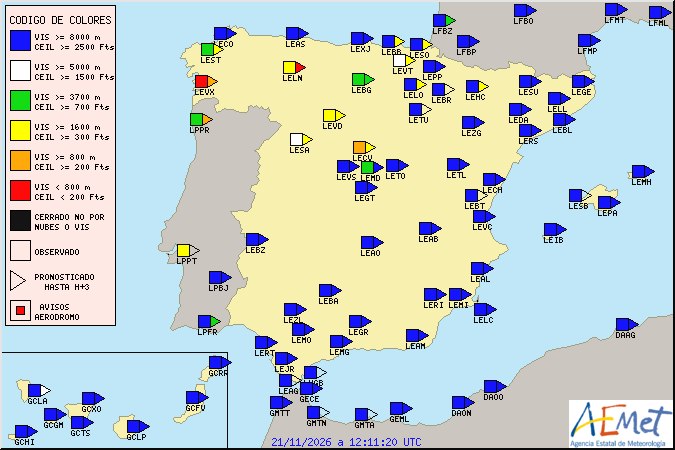 CODIGO DE COLORES
VIS >= 8000 m
CEIL >= 2500 Fts
VIS >= 5000 m
CEIL >= 1500 Fts
VIS >= 3700 m
CEIL >= 700 Fts
VIS >= 1600 m
CEIL >= 300 Fts
VIS >= 800 m
CEIL >= 200 Fts
VIS < 800 m
CEIL < 200 Fts
CERRADO NO POR
NUBES O VIS
OBSERVADO
PRONOSTICADO
HASTA H+3
AVISOS
AERODROMO
LFBO
LFMT
LFML
LFBZ
LECO
LEAS
LEXJ
LEBB
LESO
LFBP
LFMP
LEST
LEVT
LEPP
LELN
LEVX
LEBG
LELO
LEBR
LEHC
LESU
LEGE
LELL
LPPR
LEVD
LETU
LEDA
LEBL
LEZG
LERS
LESA
LECV
LEVS
LEMD
LETO
LETL
LEMH
LEGT
LECH
LEBT
LESB
LEPA
LEVC
LEIB
LEBZ
LEAO
LEAB
LPPT
LPBJ
LEAL
LEBA
LERI
LEMI
LELC
LEZL
LPFR
LEMO
LEGR
DAAG
LERT
LEMG
LEAM
LEJR
GCRR
LXGB
LEAG
GECE
DAOO
GCLA
GCXO
GCFV
GMTT
GMTN
GMTA
GEML
DAON
GCGM
GCTS
GCLP
GCHI
21/11/2026 a 12:11:20 UTC
AEMet
Agencia Estatal de Meteorología